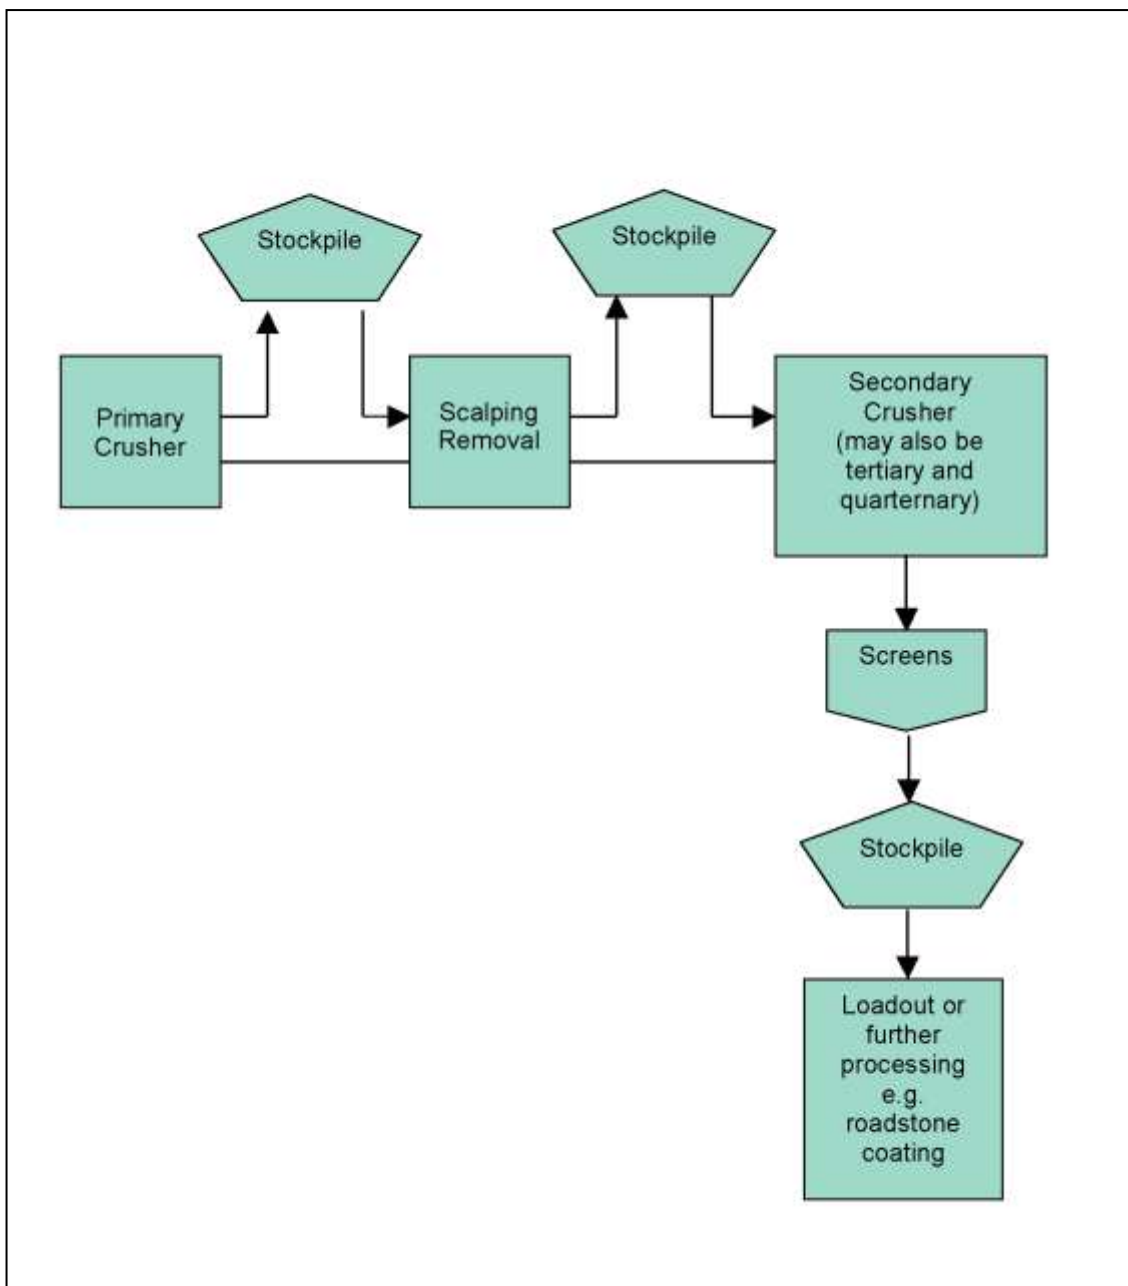 Stockpile
Stockpile
Primary
Crusher
Scalping
Removal
Secondary
Crusher
(may also be
tertiary and
quarternary)
Screens
Stockpile
Loadout or
further
processing
e.g.
roadstone
coating